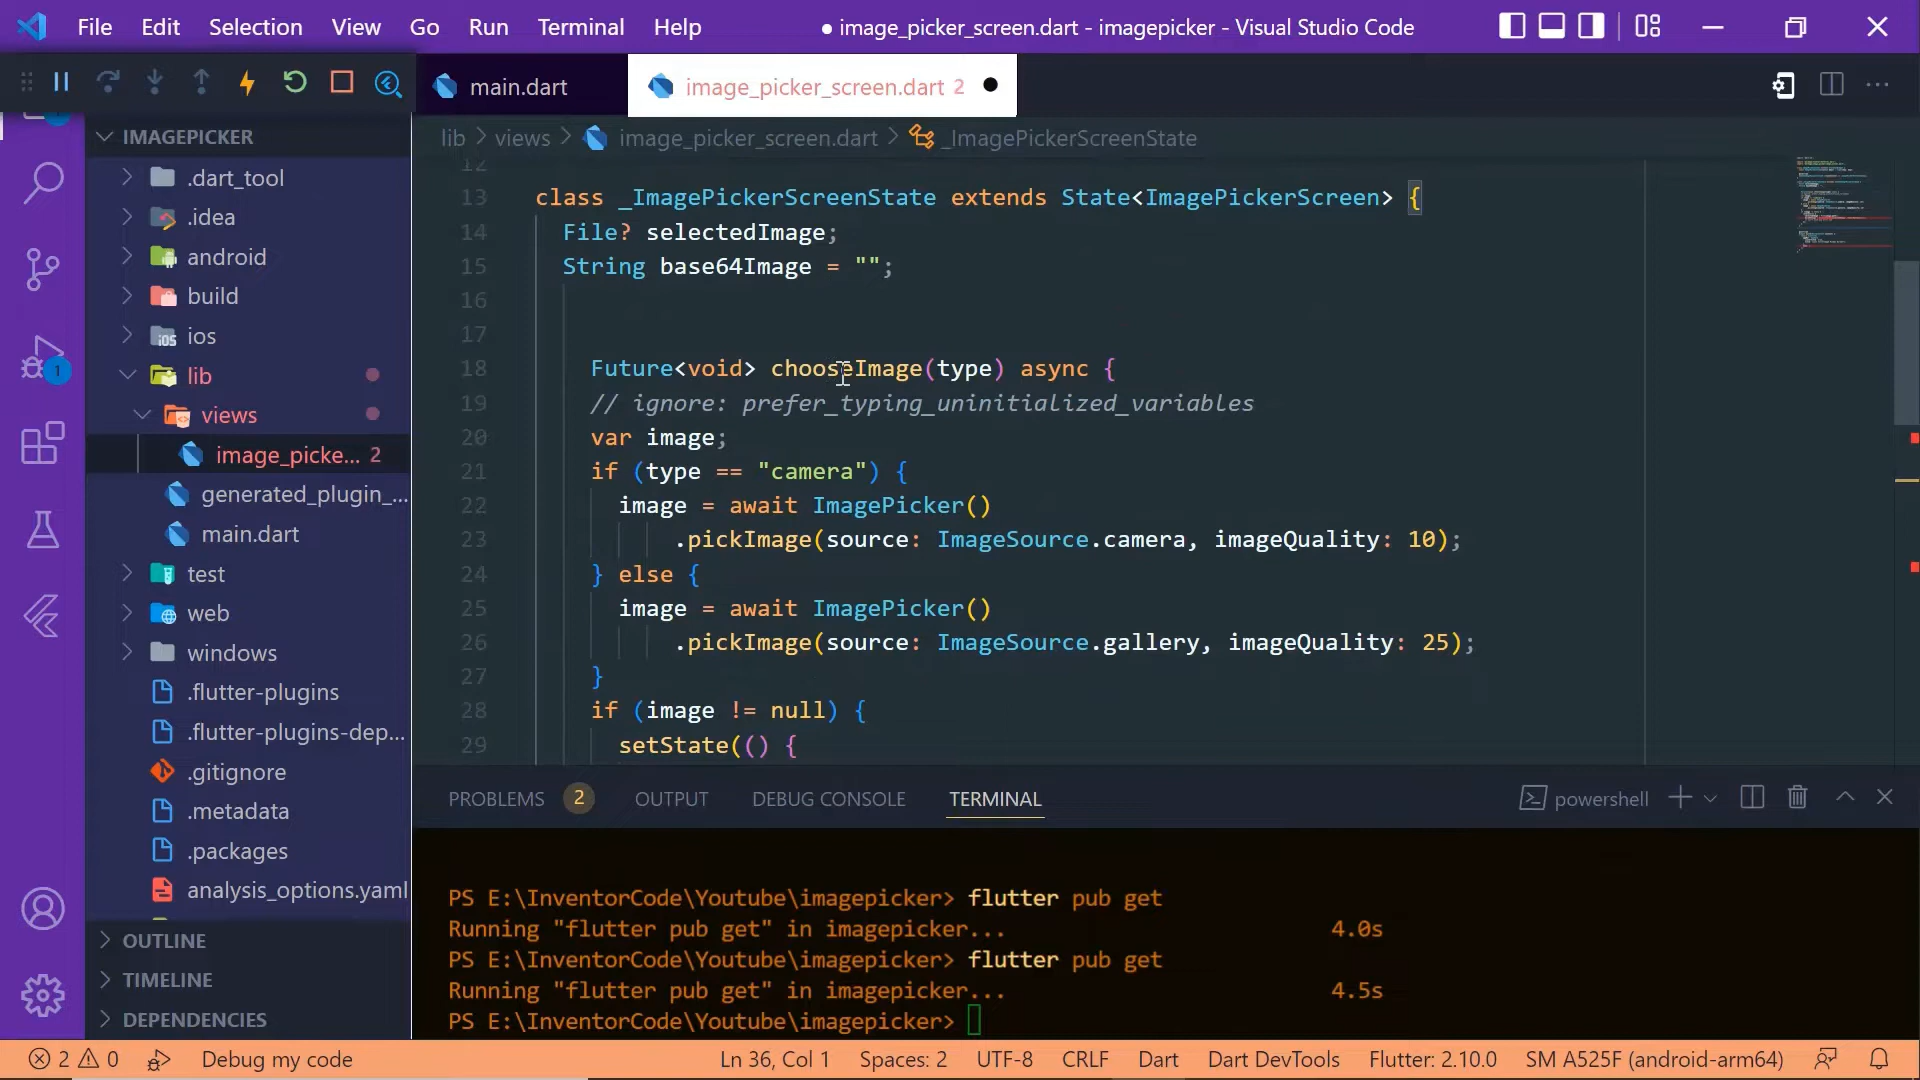 File Edit Selection View Go Run Terminal Help
● image_picker_screen.dart - imagepicker - Visual Studio Code
main.dart
image_picker_screen.dart 2 ●
IMAGEPICKER
.dart_tool
.idea
android
build
ios
lib
views
image_picke... 2
generated_plugin_...
main.dart
test
web
windows
.flutter-plugins
.flutter-plugins-dep...
.gitignore
.metadata
.packages
analysis_options.yaml
OUTLINE
TIMELINE
DEPENDENCIES
1
lib > views > image_picker_screen.dart > _ImagePickerScreenState
12
13 class _ImagePickerScreenState extends State<ImagePickerScreen> {
14 File? selectedImage;
15 String base64Image = "";
16
17
18 Future<void> chooseImage(type) async {
19 // ignore: prefer_typing_uninitialized_variables
20 var image;
21 if (type == "camera") {
22 image = await ImagePicker()
23 .pickImage(source: ImageSource.camera, imageQuality: 10);
24 } else {
25 image = await ImagePicker()
26 .pickImage(source: ImageSource.gallery, imageQuality: 25);
27 }
28 if (image != null) {
29 setState(() {
PROBLEMS 2 OUTPUT DEBUG CONSOLE TERMINAL
powershell
PS E:\InventorCode\Youtube\imagepicker> flutter pub get
Running "flutter pub get" in imagepicker... 4.0s
PS E:\InventorCode\Youtube\imagepicker> flutter pub get
Running "flutter pub get" in imagepicker... 4.5s
PS E:\InventorCode\Youtube\imagepicker>
2 0 Debug my code Ln 36, Col 1 Spaces: 2 UTF-8 CRLF Dart Dart DevTools Flutter: 2.10.0 SM A525F (android-arm64)